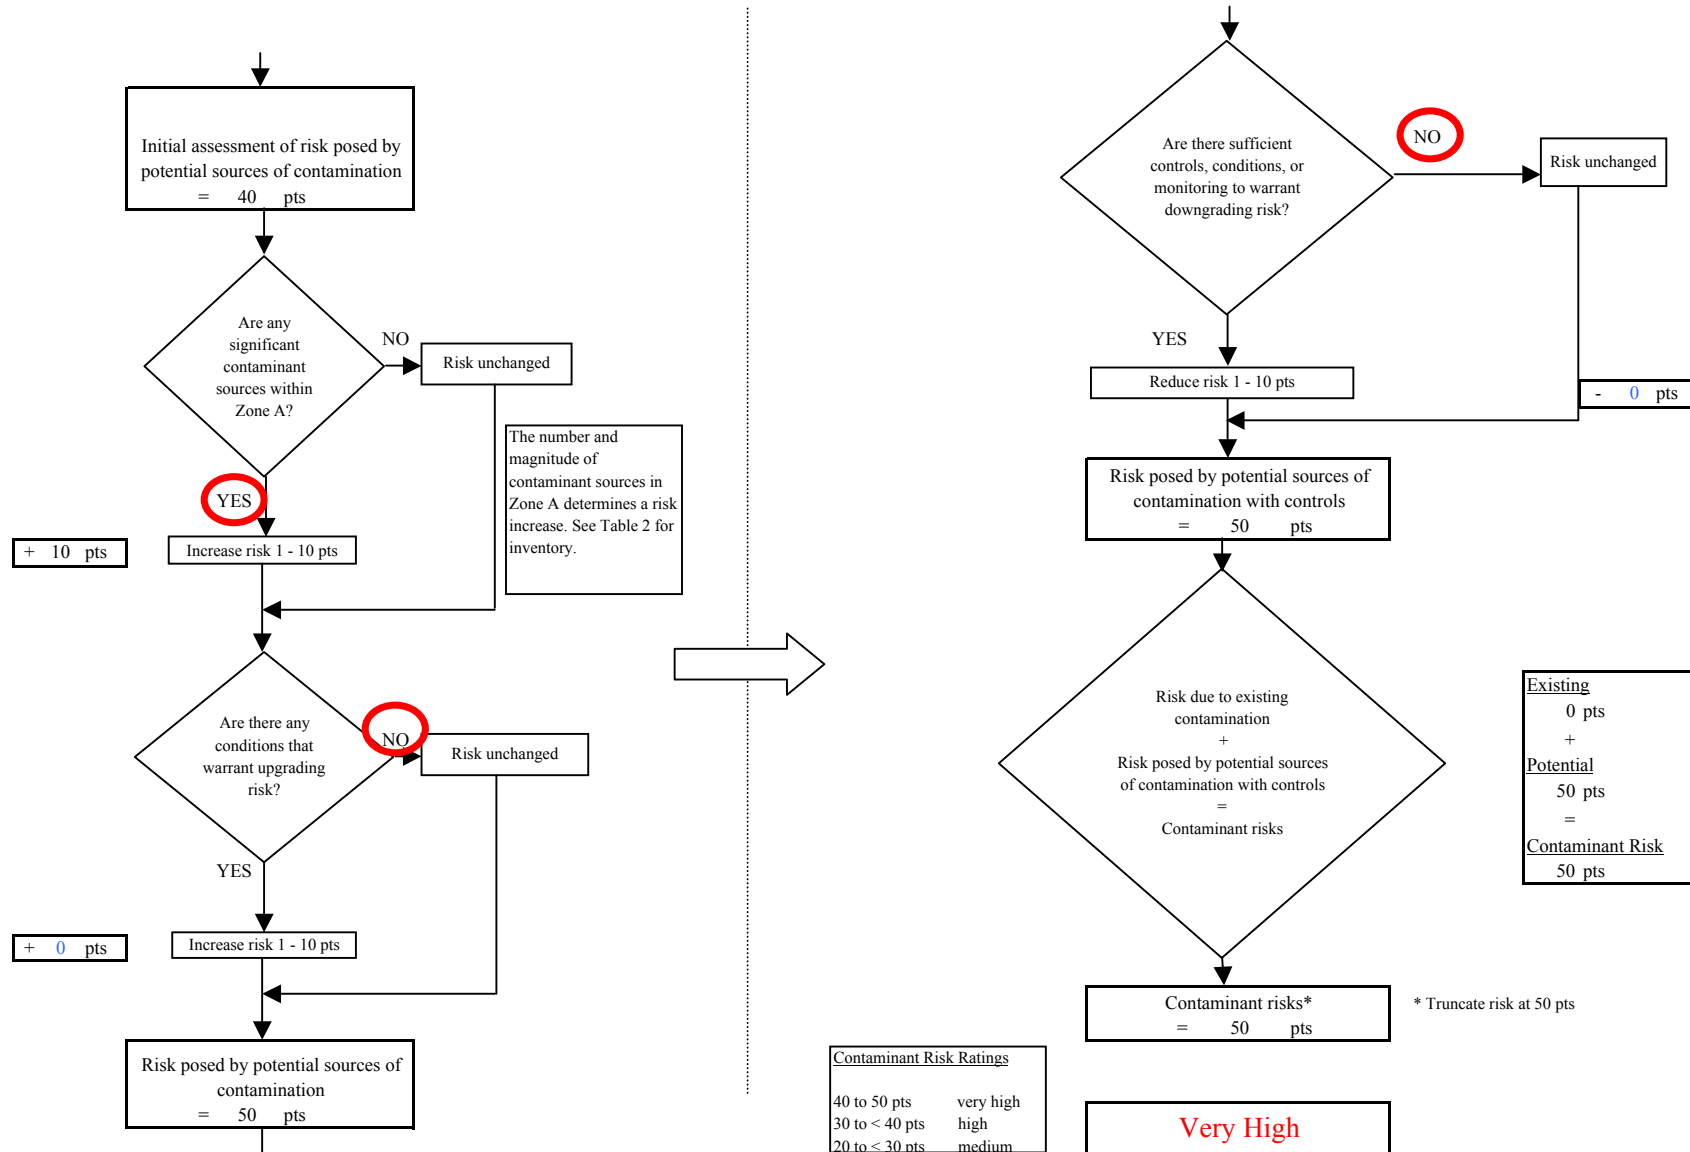 Initial assessment of risk posed by
potential sources of contamination
= 40 pts
Are any
significant
contaminant
sources within
Zone A?
NO
Risk unchanged
YES
The number and
magnitude of
contaminant sources in
Zone A determines a risk
increase. See Table 2 for
inventory.
+ 10 pts
Increase risk 1 - 10 pts
Are there any
conditions that
warrant upgrading
risk?
NO
Risk unchanged
YES
+ 0 pts
Increase risk 1 - 10 pts
Risk posed by potential sources of
contamination
= 50 pts
Are there sufficient
controls, conditions, or
monitoring to warrant
downgrading risk?
NO
Risk unchanged
YES
Reduce risk 1 - 10 pts
- 0 pts
Risk posed by potential sources of
contamination with controls
= 50 pts
Risk due to existing
contamination
+
Risk posed by potential sources
of contamination with controls
=
Contaminant risks
Existing
0 pts
+
Potential
50 pts
=
Contaminant Risk
50 pts
Contaminant risks*
= 50 pts
* Truncate risk at 50 pts
Contaminant Risk Ratings
40 to 50 pts very high
30 to < 40 pts high
20 to < 30 pts medium
Very High